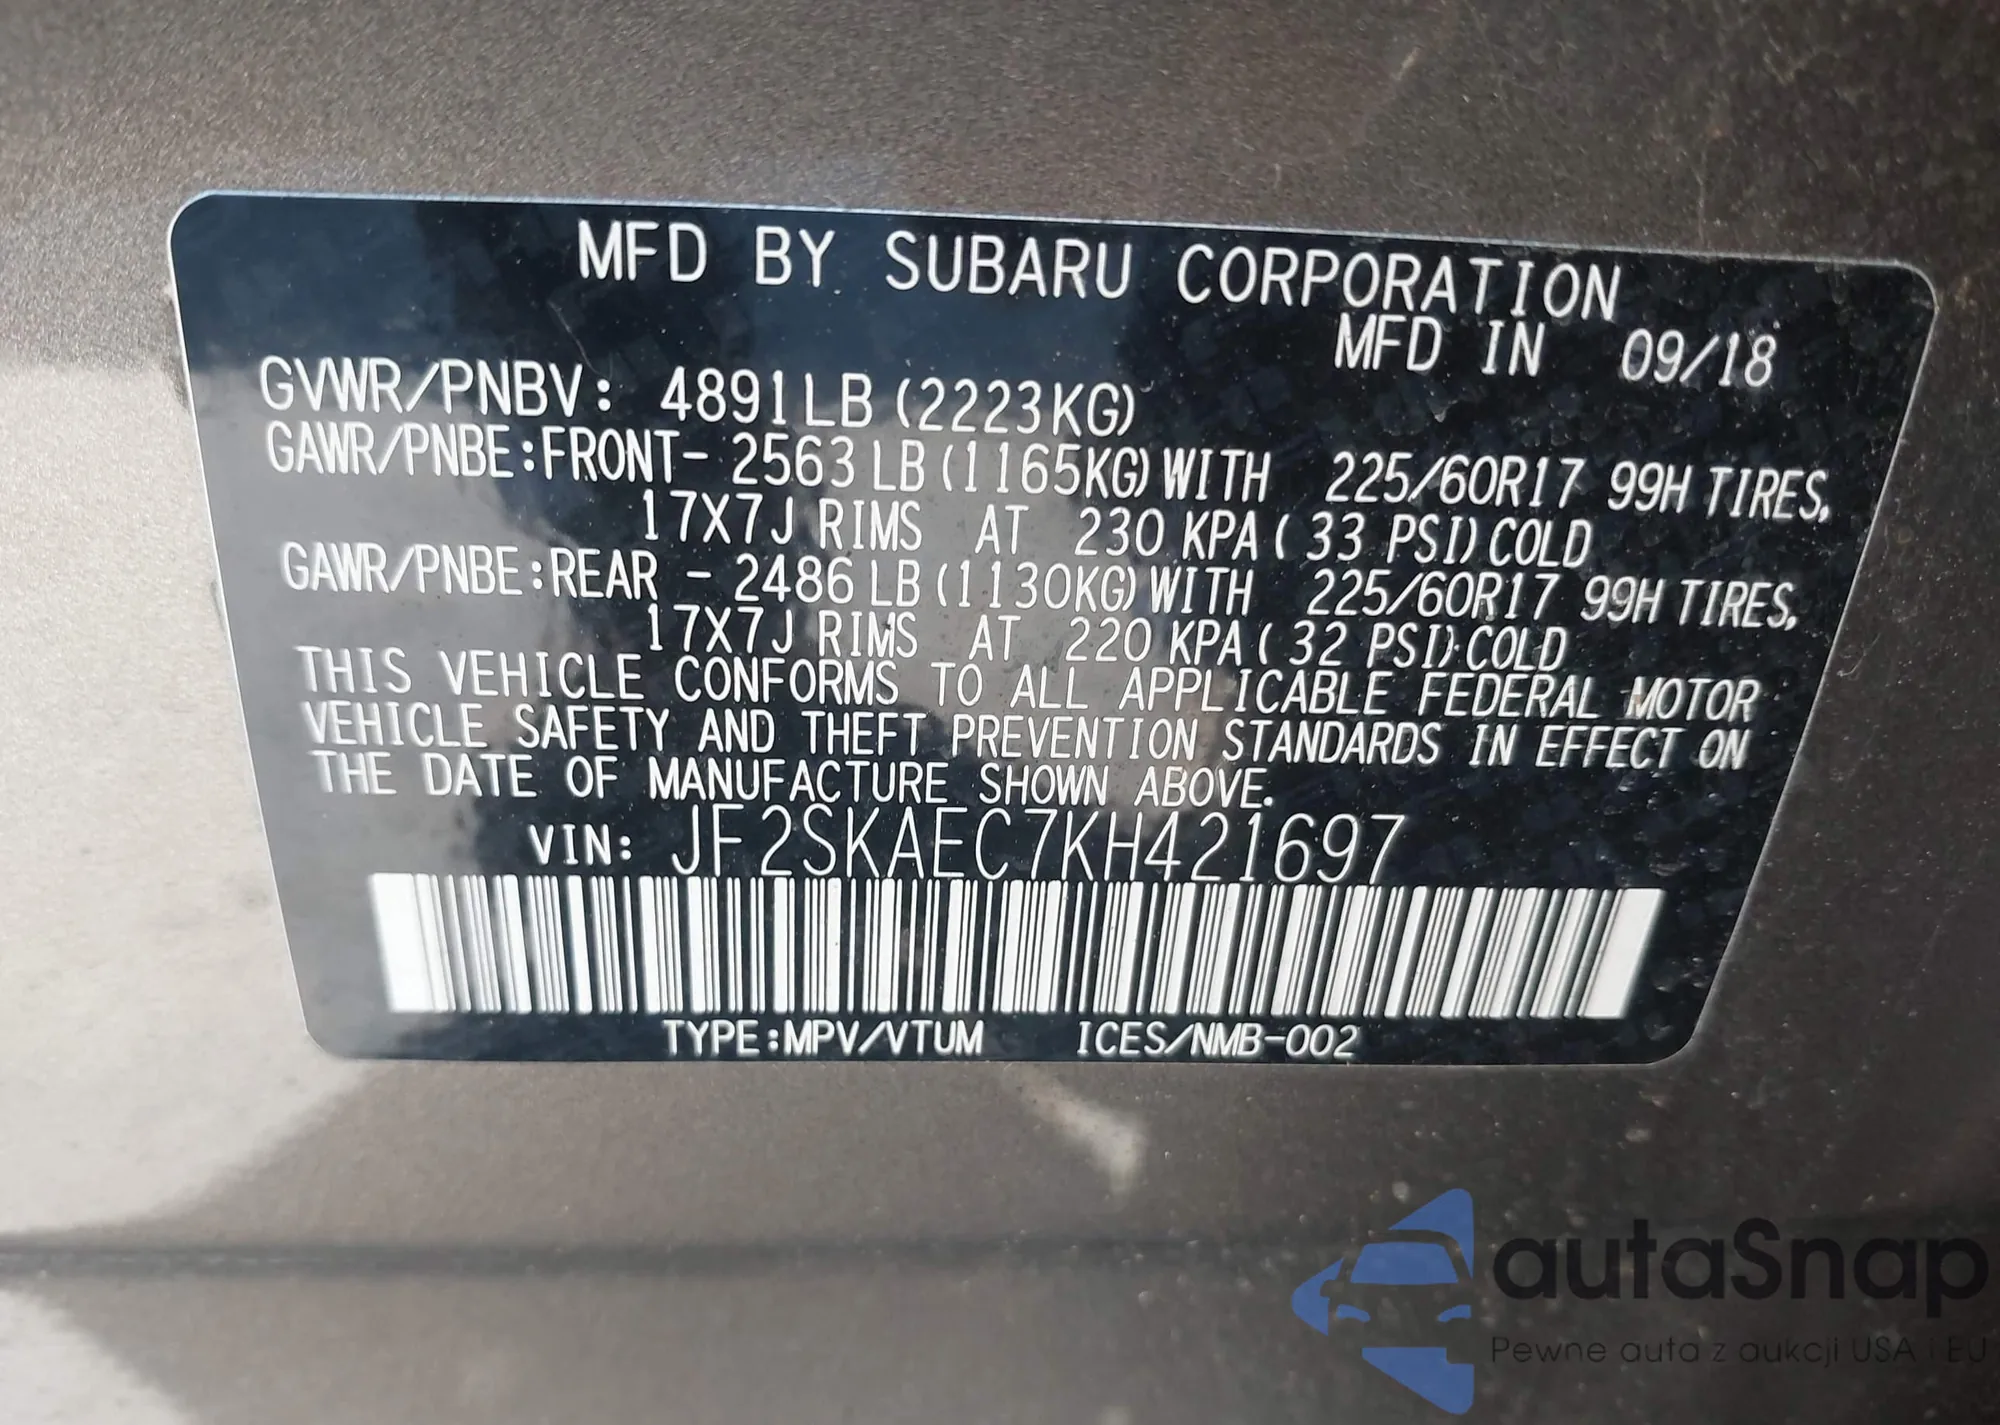 MFD BY SUBARU CORPORATION
MFD IN 09/18
GVWR/PNBV: 4891LB (2223KG)
GAWR/PNBE:FRONT- 2563 LB (1165KG) WITH 225/60R17 99H TIRES,
17X7J RIMS AT 230 KPA ( 33 PSI) COLD
GAWR/PNBE:REAR - 2486 LB (1130KG) WITH 225/60R17 99H TIRES,
17X7J RIMS AT 220 KPA ( 32 PSI) COLD
THIS VEHICLE CONFORMS TO ALL APPLICABLE FEDERAL MOTOR
VEHICLE SAFETY AND THEFT PREVENTION STANDARDS IN EFFECT ON
THE DATE OF MANUFACTURE SHOWN ABOVE.
VIN: JF2SKAEC7KH421697
TYPE:MPV/VTUM ICES/NMB-002
autaSnap
Pewne auta z aukcji USA i EU